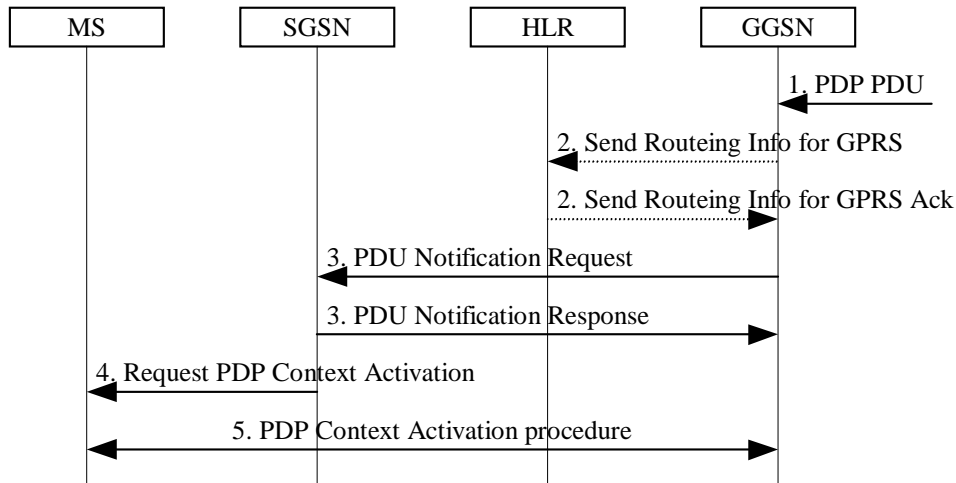 MS
SGSN
HLR
GGSN
1. PDP PDU
2. Send Routeing Info for GPRS
2. Send Routeing Info for GPRS Ack
3. PDU Notification Request
3. PDU Notification Response
4. Request PDP Context Activation
5. PDP Context Activation procedure